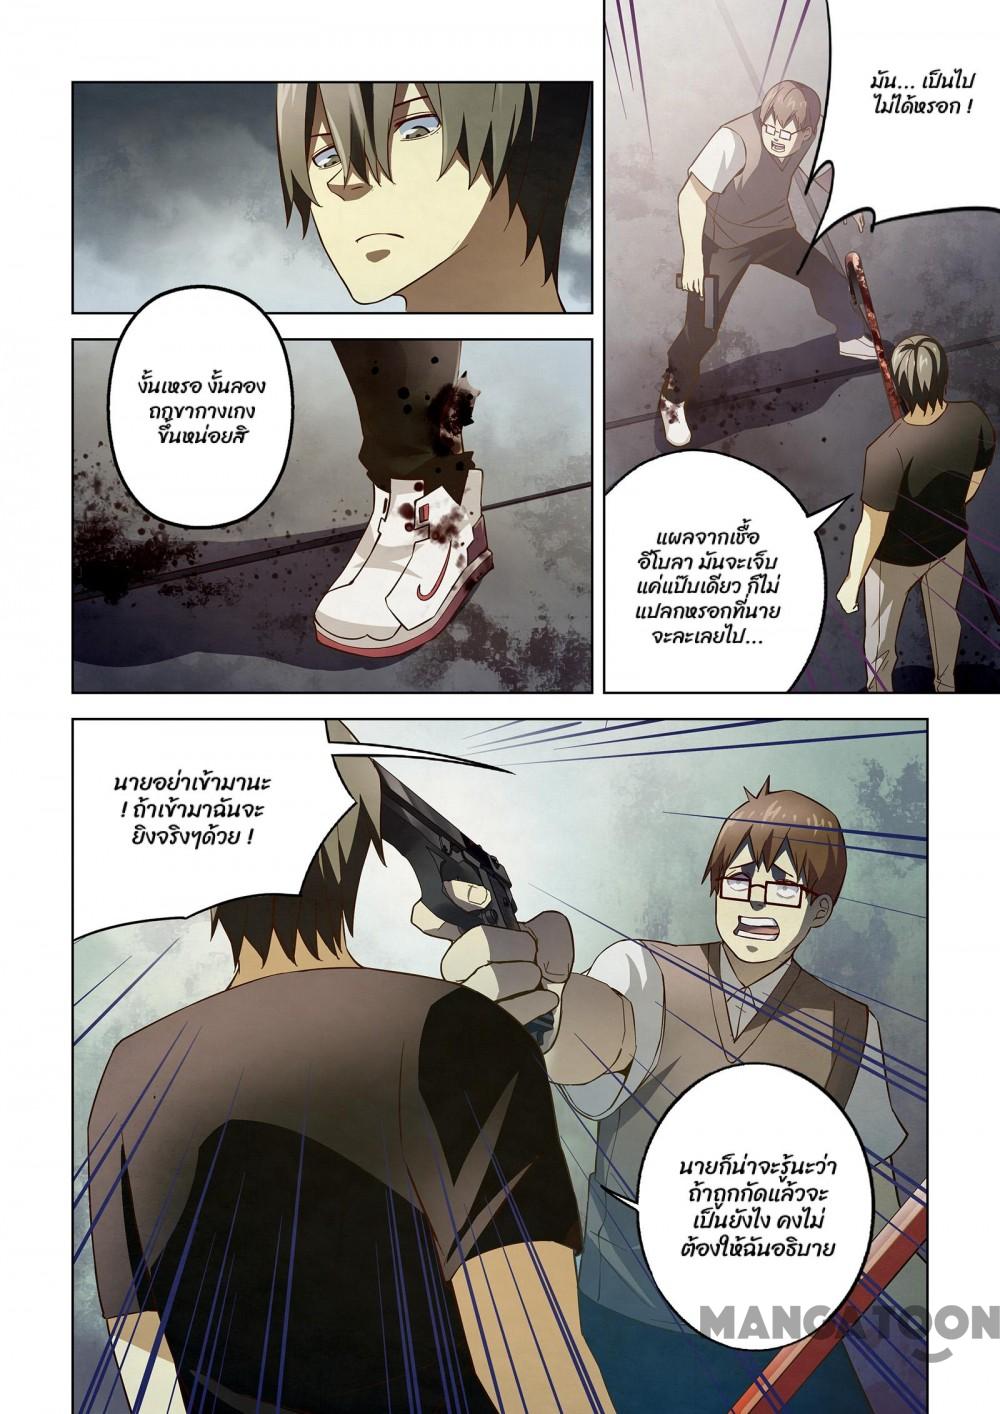 มัน... เป็นไป
ไม่ได้หรอก !
งั้นเหรอ งั้นลอง
ถกขากางเกง
ขึ้นหน่อยสิ
แผลจากเชื้อ
อีโบลา มันจะเจ็บ
แค่แป๊บเดียว ก็ไม่
แปลกหรอกที่นาย
จะละเลยไป...
นายอย่าเข้ามานะ
! ถ้าเข้ามาฉันจะ
ยิงจริงๆด้วย !
นายก็น่าจะรู้นะว่า
ถ้าถูกกัดแล้วจะ
เป็นยังไง คงไม่
ต้องให้ฉันอธิบาย
MANGATOON